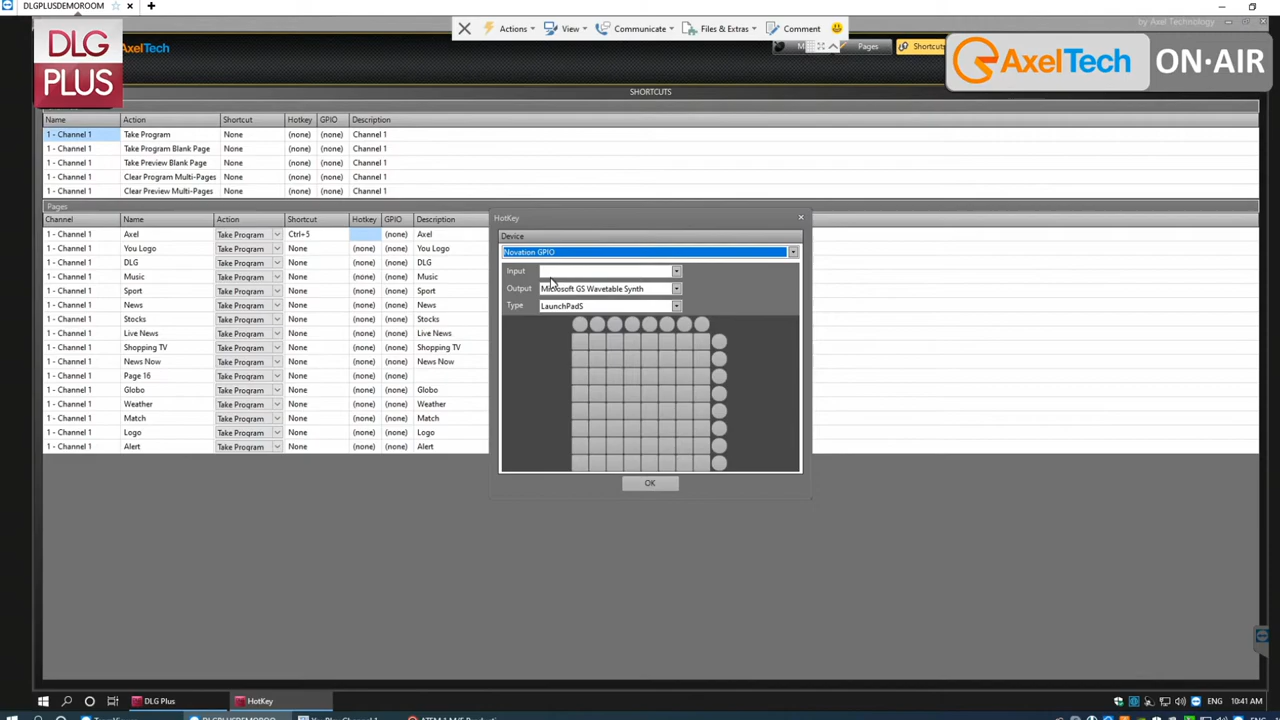 DLGPLUSDEMOROOM
Actions
View
Communicate
Files & Extras
Comment
by Axel Technology
DLG
PLUS
AxelTech
M
Pages
Shortcuts
AxelTech
ON·AIR
SHORTCUTS
Name Action Shortcut Hotkey GPIO Description
1 - Channel 1 Take Program None (none) (none) Channel 1
1 - Channel 1 Take Program Blank Page None (none) (none) Channel 1
1 - Channel 1 Take Preview Blank Page None (none) (none) Channel 1
1 - Channel 1 Clear Program Multi-Pages None (none) (none) Channel 1
1 - Channel 1 Clear Preview Multi-Pages None (none) (none) Channel 1
Pages
Channel Name Action Shortcut Hotkey GPIO Description
1 - Channel 1 Axel Take Program Ctrl+5 (none) Axel
1 - Channel 1 You Logo Take Program None (none) (none) You Logo
1 - Channel 1 DLG Take Program None (none) (none) DLG
1 - Channel 1 Music Take Program None (none) (none) Music
1 - Channel 1 Sport Take Program None (none) (none) Sport
1 - Channel 1 News Take Program None (none) (none) News
1 - Channel 1 Stocks Take Program None (none) (none) Stocks
1 - Channel 1 Live News Take Program None (none) (none) Live News
1 - Channel 1 Shopping TV Take Program None (none) (none) Shopping TV
1 - Channel 1 News Now Take Program None (none) (none) News Now
1 - Channel 1 Page 16 Take Program None (none) (none)
1 - Channel 1 Globo Take Program None (none) (none) Globo
1 - Channel 1 Weather Take Program None (none) (none) Weather
1 - Channel 1 Match Take Program None (none) (none) Match
1 - Channel 1 Logo Take Program None (none) (none) Logo
1 - Channel 1 Alert Take Program None (none) (none) Alert
HotKey
Device
Novation GPIO
Input
Output Microsoft GS Wavetable Synth
Type LaunchPadS
OK
DLG Plus
HotKey
ENG 10:41 AM